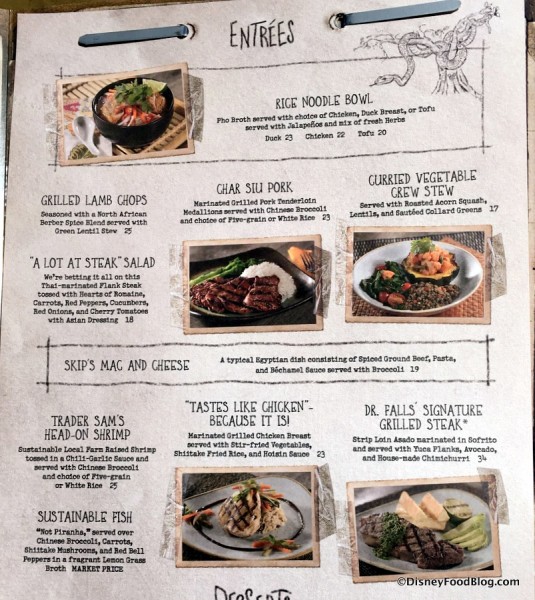 ENTRÉES
RICE NOODLE BOWL
Pho Broth served with choice of Chicken, Duck Breast, or Tofu
served with Jalapeños and mix of fresh Herbs
Duck 23 Chicken 22 Tofu 20
GRILLED LAMB CHOPS
Seasoned with a North African
Berber Spice Blend served with
Green Lentil Stew 25
CHAR SIU PORK
Marinated Grilled Pork Tenderloin
Medallions served with Chinese Broccoli
and choice of Five-grain or White Rice 23
CURRIED VEGETABLE
CREW STEW
Served with Roasted Acorn Squash,
Lentils, and Sautéed Collard Greens 17
"A LOT AT STEAK" SALAD
We're betting it all on this
Thai-marinated Flank Steak
tossed with Hearts of Romaine,
Carrots, Red Peppers, Cucumbers,
Red Onions, and Cherry Tomatoes
with Asian Dressing 18
SKIP'S MAC AND CHEESE
A typical Egyptian dish consisting of Spiced Ground Beef, Pasta,
and Béchamel Sauce served with Broccoli 19
TRADER SAM'S
HEAD-ON SHRIMP
Sustainable Local Farm Raised Shrimp
tossed in a Chili-Garlic Sauce and
served with Chinese Broccoli
and choice of Five-grain
or White Rice 25
"TASTES LIKE CHICKEN"-
BECAUSE IT IS!
Marinated Grilled Chicken Breast
served with Stir-fried Vegetables,
Shiitake Fried Rice, and Hoisin Sauce 23
DR. FALLS' SIGNATURE
GRILLED STEAK*
Strip Loin Asado marinated in Sofrito
and served with Yuca Planks, Avocado,
and House-made Chimichurri 34
SUSTAINABLE FISH
"Not Piranha," served over
Chinese Broccoli, Carrots,
Shiitake Mushrooms, and Red Bell
Peppers in a fragrant Lemon Grass
Broth MARKET PRICE
Desserts
©DisneyFoodBlog.com